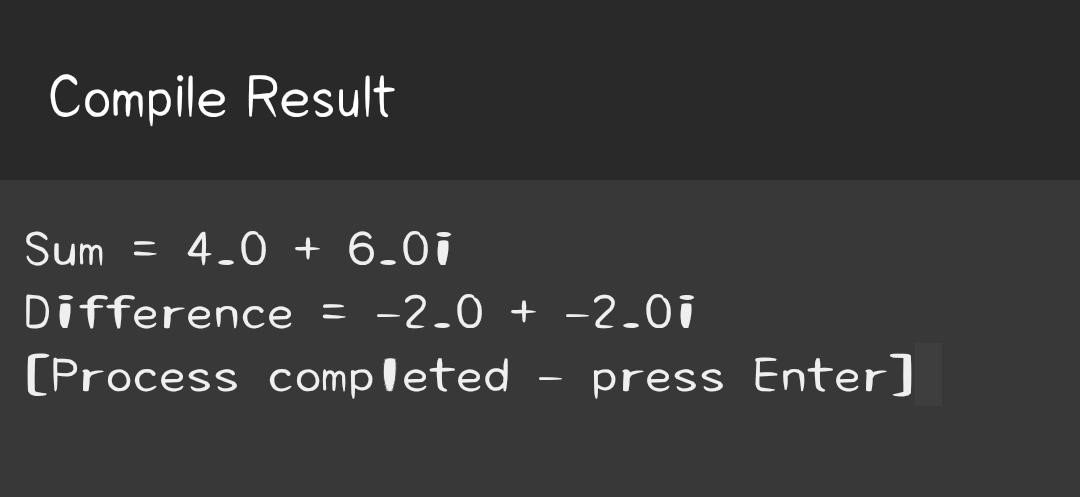 Compile Result
Sum = 4.0 + 6.0i
Difference = -2.0 + -2.0i
[Process completed - press Enter]